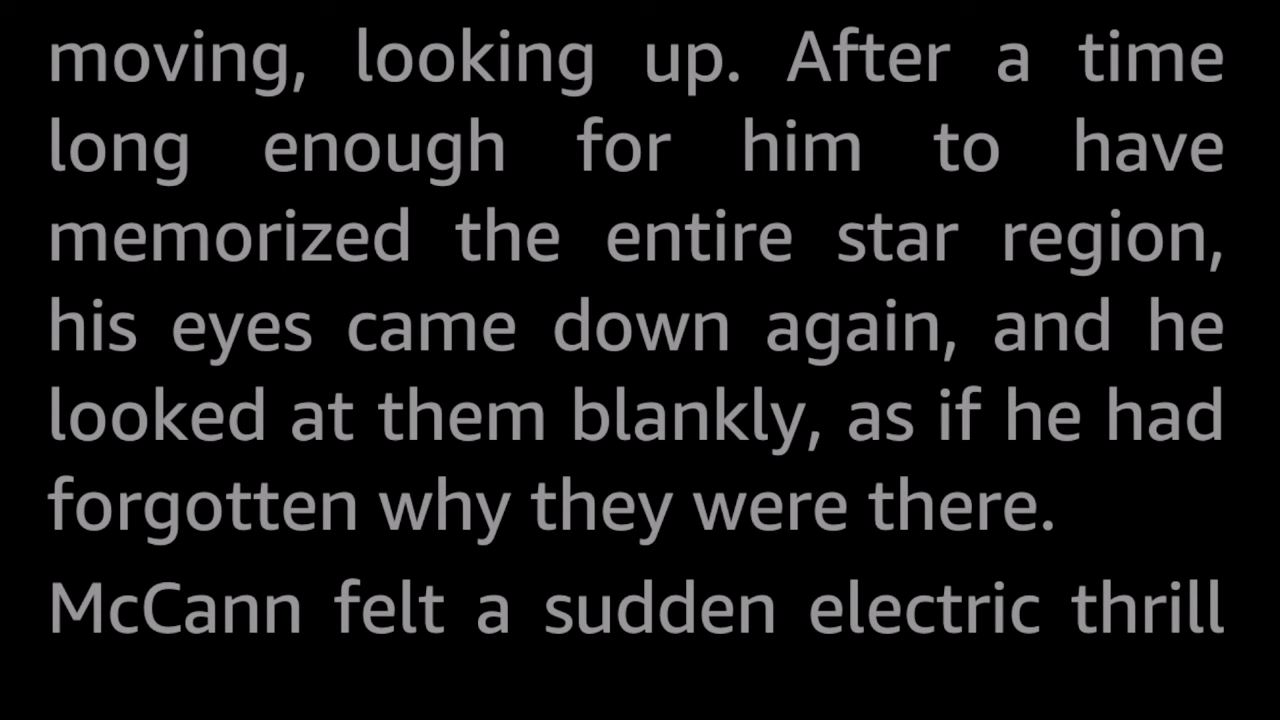 moving, looking up. After a time
long enough for him to have
memorized the entire star region,
his eyes came down again, and he
looked at them blankly, as if he had
forgotten why they were there.
McCann felt a sudden electric thrill